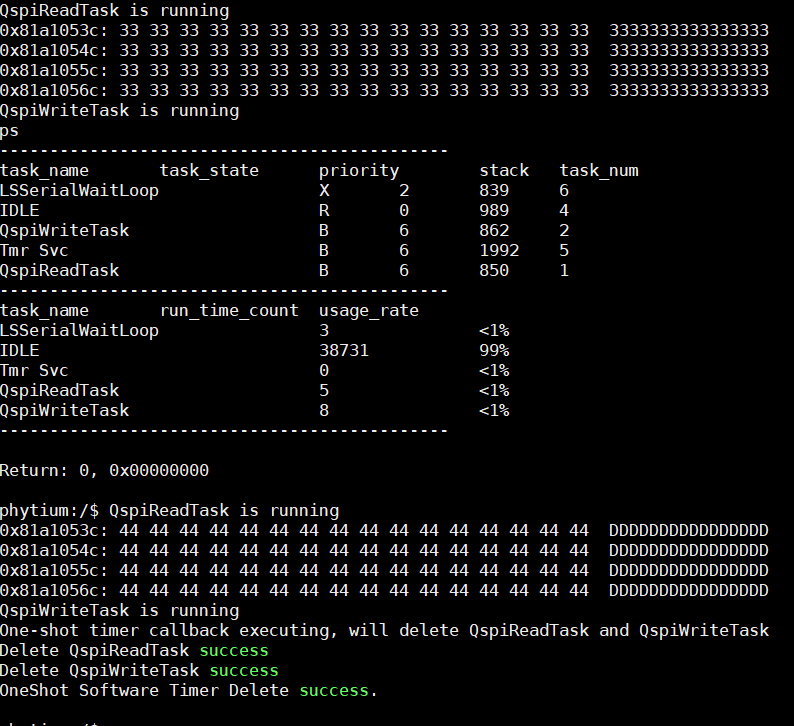 QspiReadTask is running
0x81a1053c: 33 33 33 33 33 33 33 33 33 33 33 33 33 33 33 33  3333333333333333
0x81a1054c: 33 33 33 33 33 33 33 33 33 33 33 33 33 33 33 33  3333333333333333
0x81a1055c: 33 33 33 33 33 33 33 33 33 33 33 33 33 33 33 33  3333333333333333
0x81a1056c: 33 33 33 33 33 33 33 33 33 33 33 33 33 33 33 33  3333333333333333
QspiWriteTask is running
ps
---------------------------------------------
task_name       task_state      priority        stack   task_num
LSSerialWaitLoop                X       2       839     6
IDLE                            R       0       989     4
QspiWriteTask                   B       6       862     2
Tmr Svc                         B       6       1992    5
QspiReadTask                    B       6       850     1
---------------------------------------------
task_name       run_time_count  usage_rate
LSSerialWaitLoop                3               <1%
IDLE                            38731           99%
Tmr Svc                         0               <1%
QspiReadTask                    5               <1%
QspiWriteTask                   8               <1%
---------------------------------------------
Return: 0, 0x00000000
phytium:/$ QspiReadTask is running
0x81a1053c: 44 44 44 44 44 44 44 44 44 44 44 44 44 44 44 44  DDDDDDDDDDDDDDDD
0x81a1054c: 44 44 44 44 44 44 44 44 44 44 44 44 44 44 44 44  DDDDDDDDDDDDDDDD
0x81a1055c: 44 44 44 44 44 44 44 44 44 44 44 44 44 44 44 44  DDDDDDDDDDDDDDDD
0x81a1056c: 44 44 44 44 44 44 44 44 44 44 44 44 44 44 44 44  DDDDDDDDDDDDDDDD
QspiWriteTask is running
One-shot timer callback executing, will delete QspiReadTask and QspiWriteTask
Delete QspiReadTask success
Delete QspiWriteTask success
OneShot Software Timer Delete success.